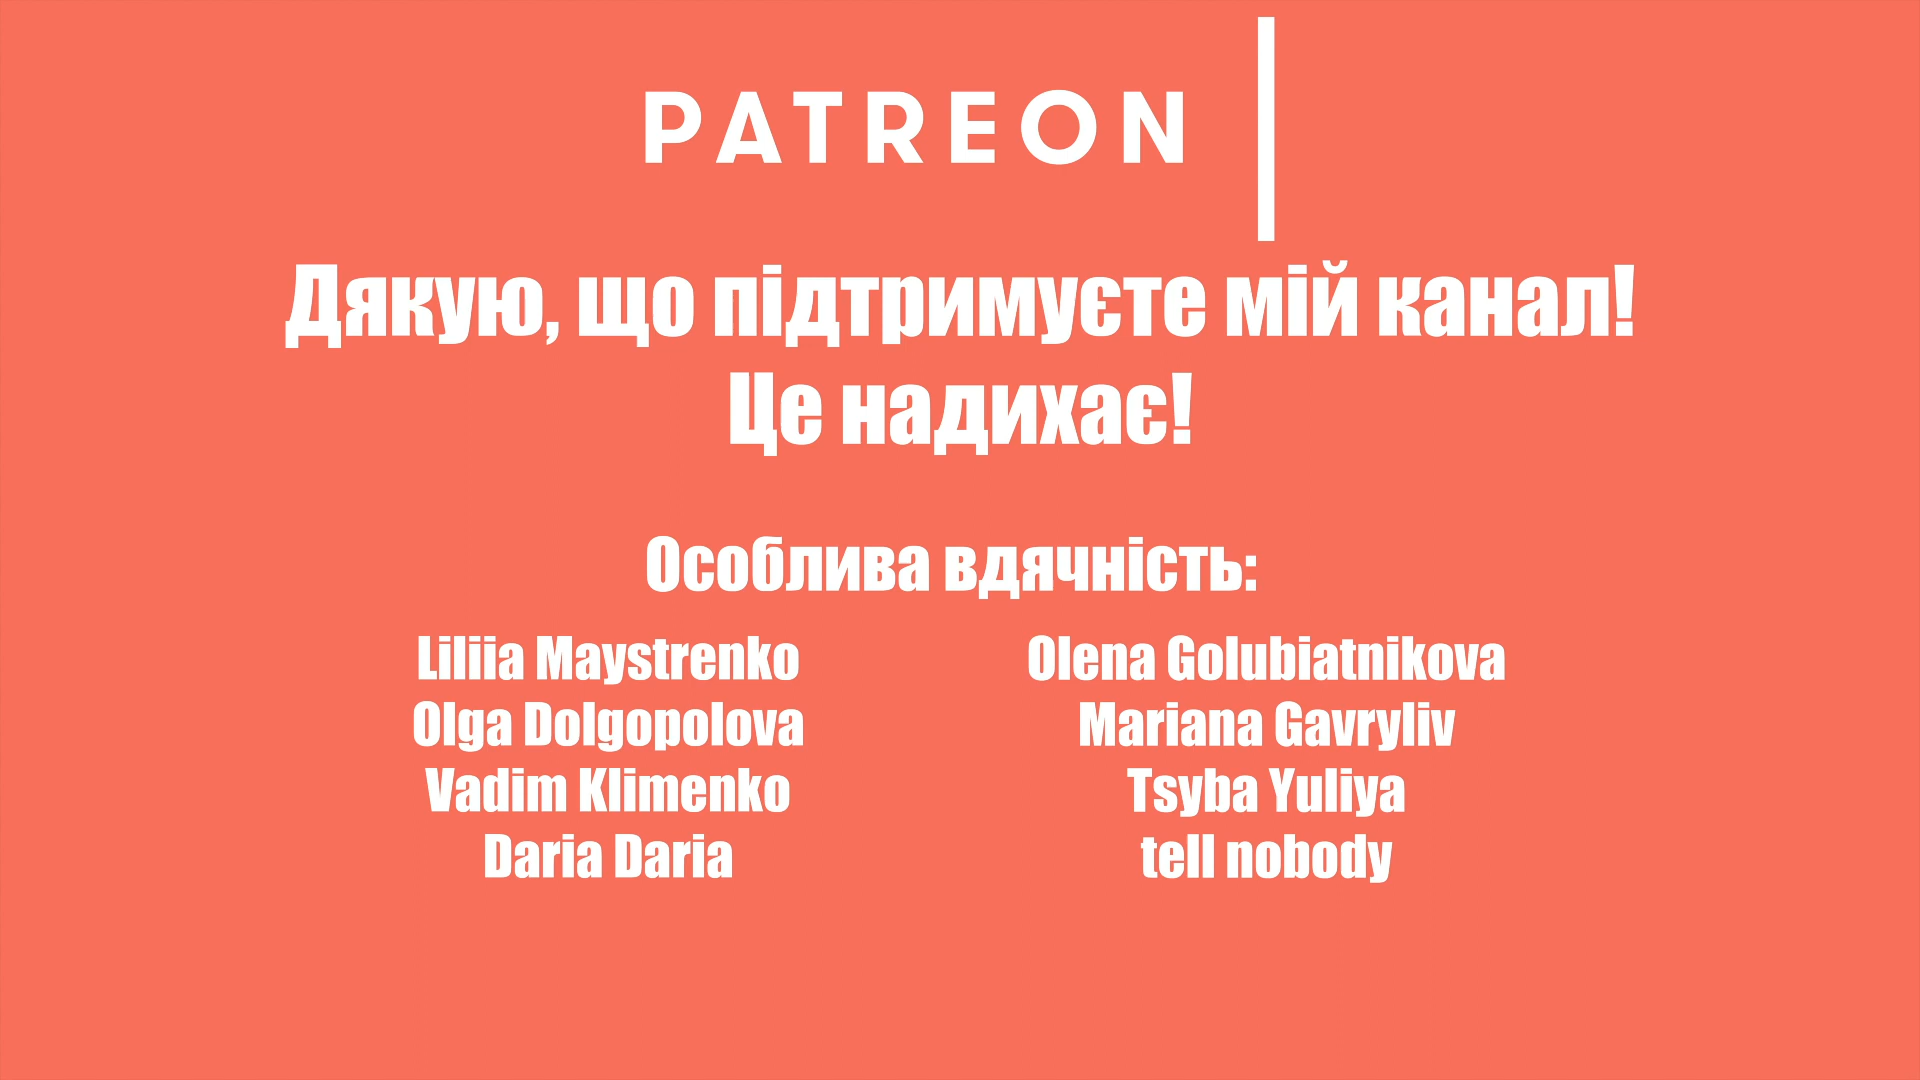 PATREON
Дякую, що підтримуєте мій канал!
Це надихає!
Особлива вдячність:
Liliia Maystrenko
Olga Dolgopolova
Vadim Klimenko
Daria Daria
Olena Golubiatnikova
Mariana Gavryliv
Tsyba Yuliya
tell nobody